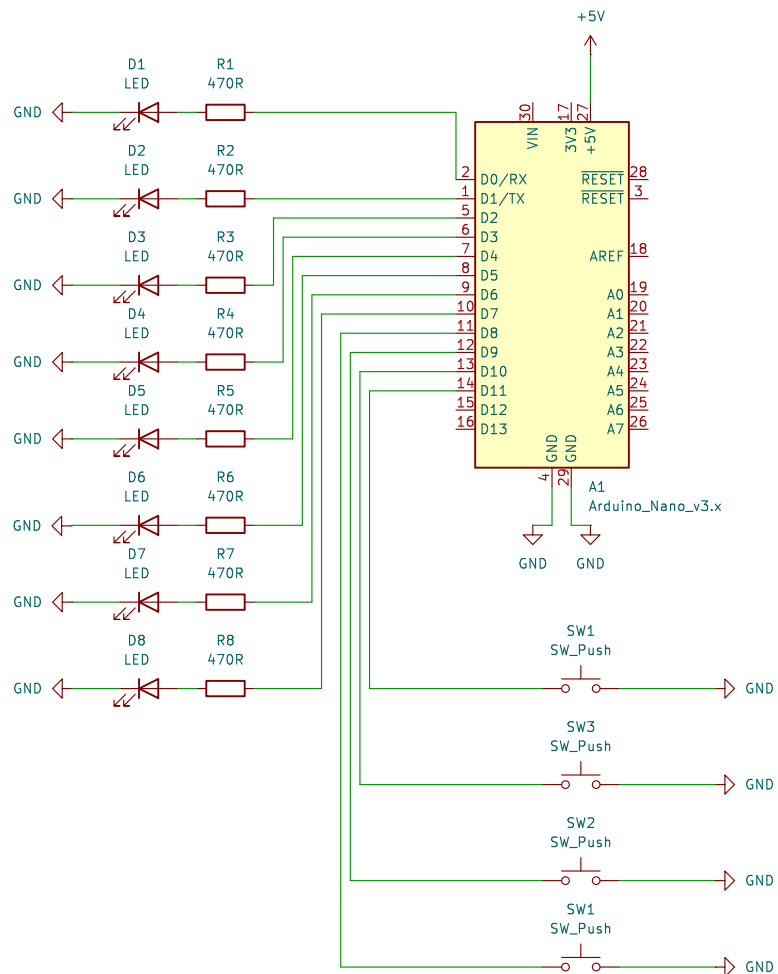 +5V
D1
LED
R1
470R
GND
D2
LED
R2
470R
GND
D3
LED
R3
470R
GND
D4
LED
R4
470R
GND
D5
LED
R5
470R
GND
D6
LED
R6
470R
GND
D7
LED
R7
470R
GND
D8
LED
R8
470R
GND
30 VIN
17 3V3
27 +5V
2 D0/RX
1 D1/TX
5 D2
6 D3
7 D4
8 D5
9 D6
10 D7
11 D8
12 D9
13 D10
14 D11
15 D12
16 D13
RESET 28
RESET 3
AREF 18
A0 19
A1 20
A2 21
A3 22
A4 23
A5 24
A6 25
A7 26
GND 4
GND 29
A1
Arduino_Nano_v3.x
GND
GND
SW1
SW_Push
GND
SW3
SW_Push
GND
SW2
SW_Push
GND
SW1
SW_Push
GND